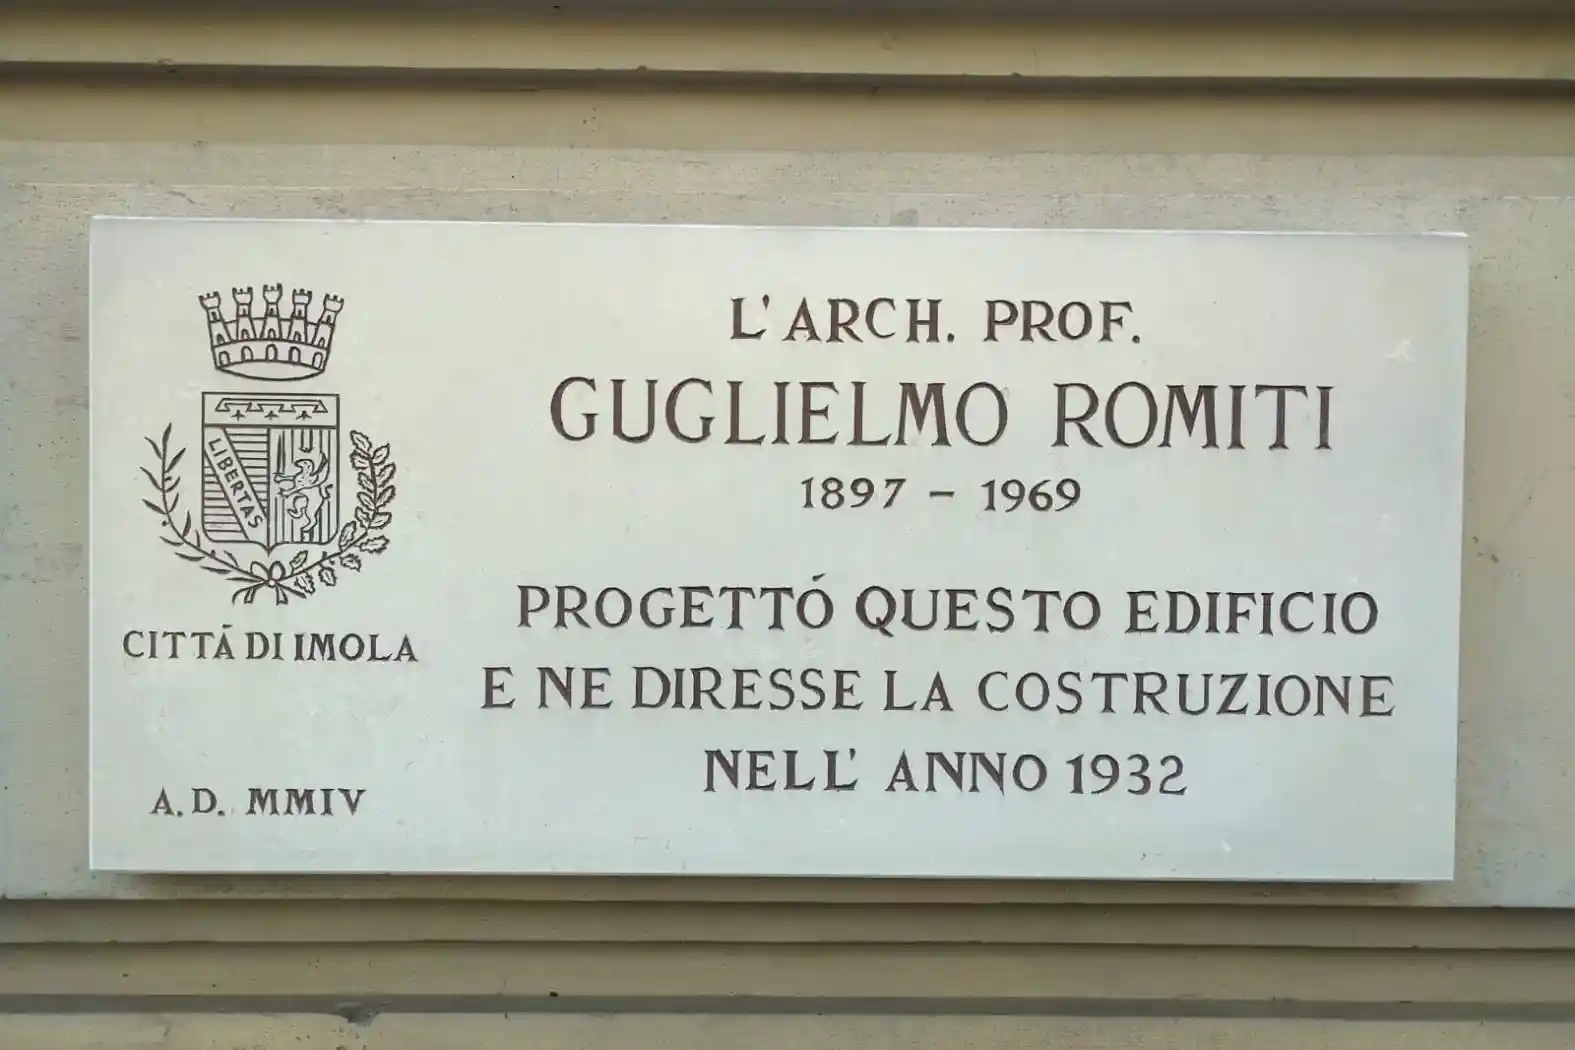 L'ARCH. PROF.
GUGLIELMO ROMITI
1897 - 1969
PROGETTÓ QUESTO EDIFICIO
E NE DIRESSE LA COSTRUZIONE
NELL' ANNO 1932
LIBERTAS
CITTÁ DI IMOLA
A.D. MMIV